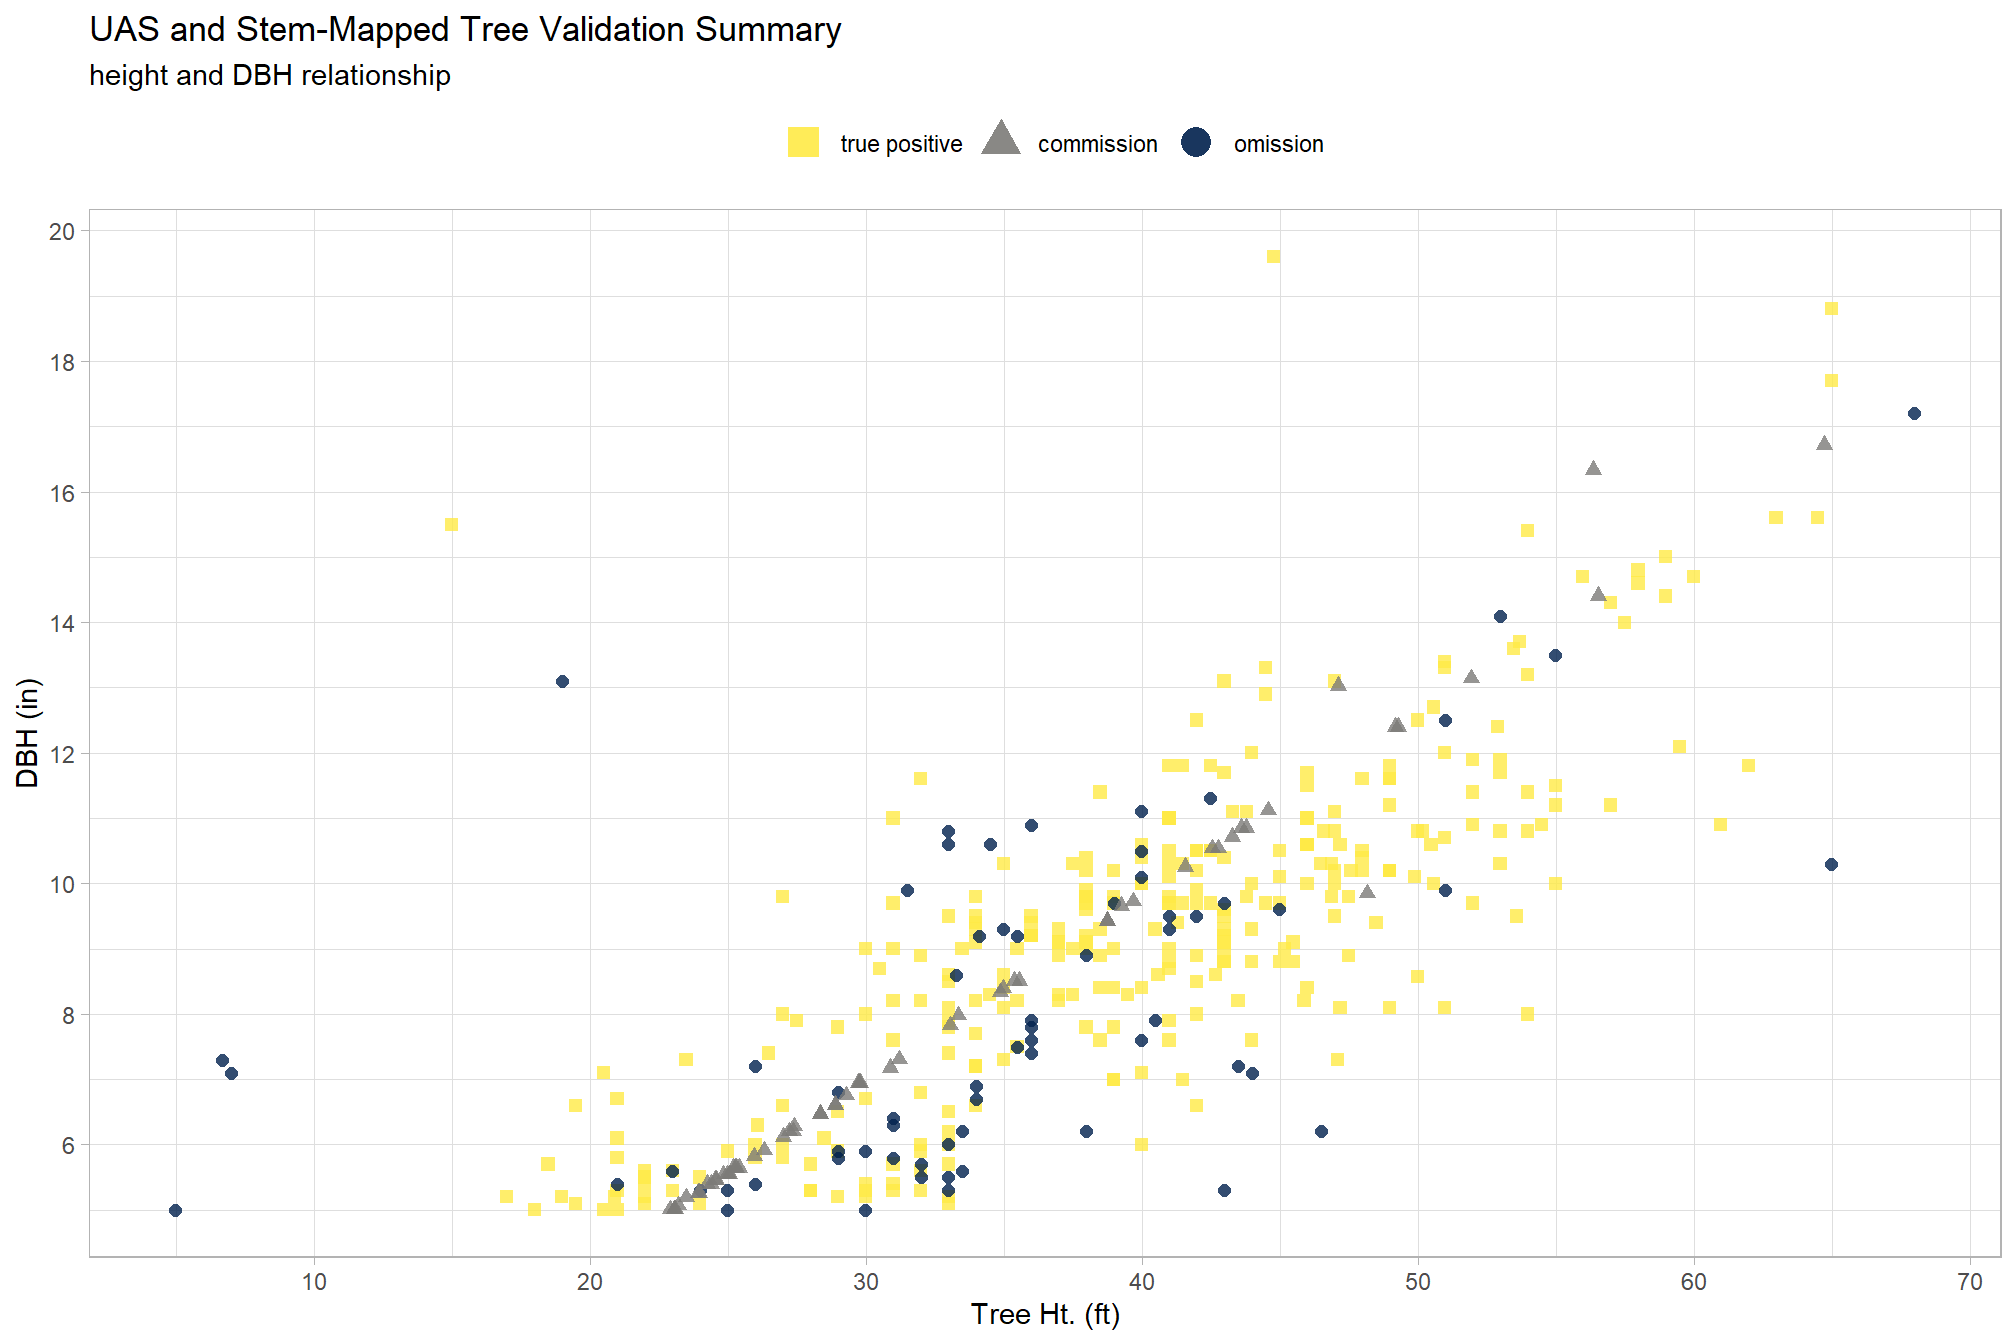 UAS and Stem-Mapped Tree Validation Summary
height and DBH relationship
true positive commission omission
DBH (in)
20
18
16
14
12
10
8
6
10 20 30 40 50 60 70
Tree Ht. (ft)